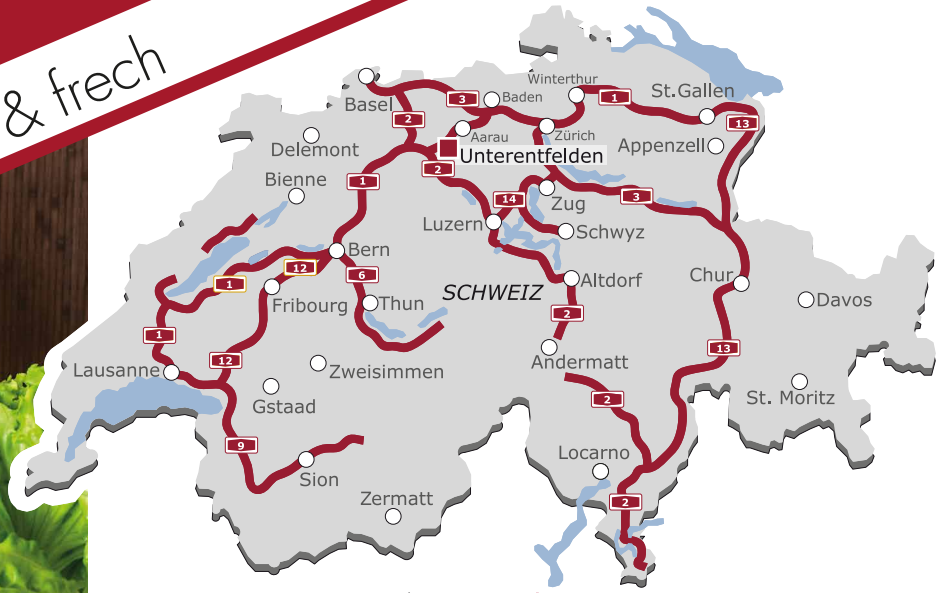 & frech
Winterthur
St.Gallen
Basel
3
Baden
1
2
13
Aarau
Zürich
Delemont
Appenzell
Unterentfelden
2
1
Bienne
3
14
Zug
Luzern
Schwyz
Bern
12
6
Altdorf
Chur
1
SCHWEIZ
Fribourg
Thun
Davos
2
1
13
12
Andermatt
Lausanne
Zweisimmen
Gstaad
2
St. Moritz
9
Locarno
Sion
Zermatt
2